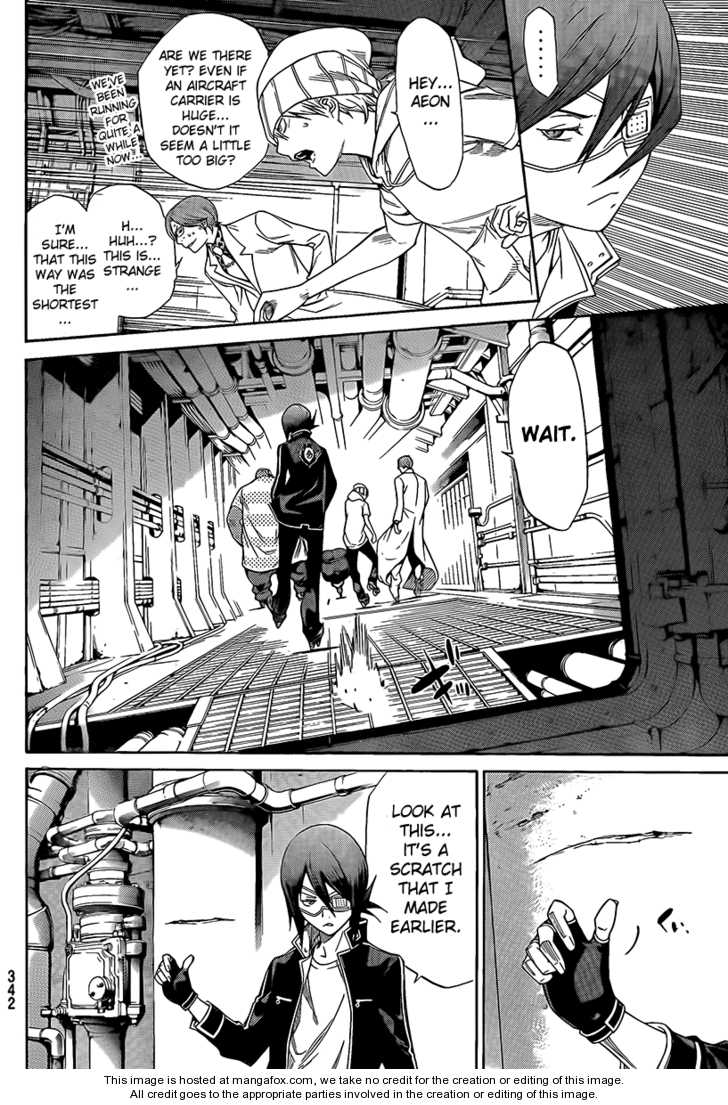 ....
HEY...
AEON
...
ARE WE THERE
YET? EVEN IF
AN AIRCRAFT
CARRIER IS
HUGE...
DOESN'T IT
SEEM A LITTLE
TOO BIG?
WE'VE
BEEN
RUNNING
FOR
QUITE A
WHILE
NOW...
H...
HUH...?
THIS IS...
STRANGE
...
I'M
SURE...
THAT THIS
WAY WAS
THE
SHORTEST
...
WAIT.
LOOK AT
THIS...
IT'S A
SCRATCH
THAT I
MADE
EARLIER.
342
This image is hosted at mangafox.com, we take no credit for the creation or editing of this image.
All credit goes to the appropriate parties involved in the creation or editing of this image.